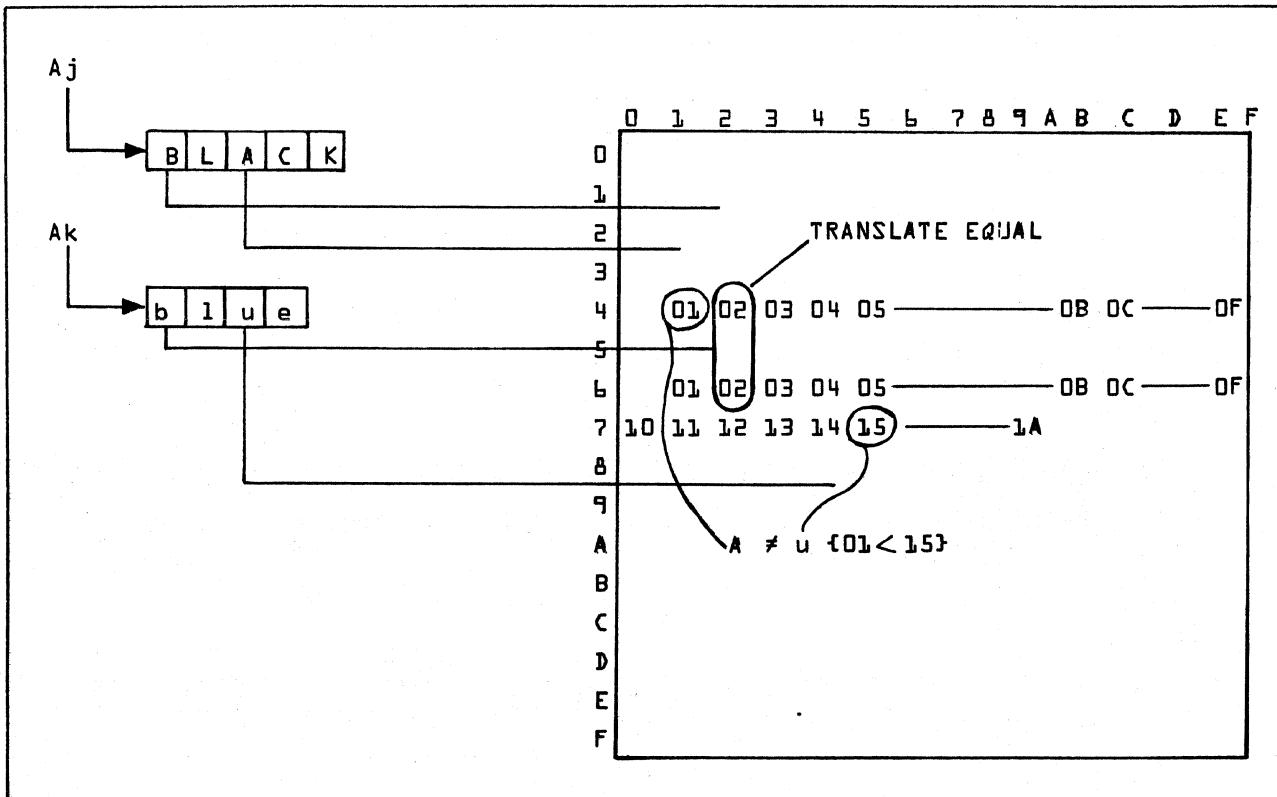 Aj
0 1 2 3 4 5 6 7 8 9 A B C D E F
B L A C K
0
1
Ak
2
TRANSLATE EQUAL
3
b l u e
4 01 02 03 04 05 0B 0C 0F
5
6 01 02 03 04 05 0B 0C 0F
7 10 11 12 13 14 15 1A
8
9
A A ≠ u {01<15}
B
C
D
E
F